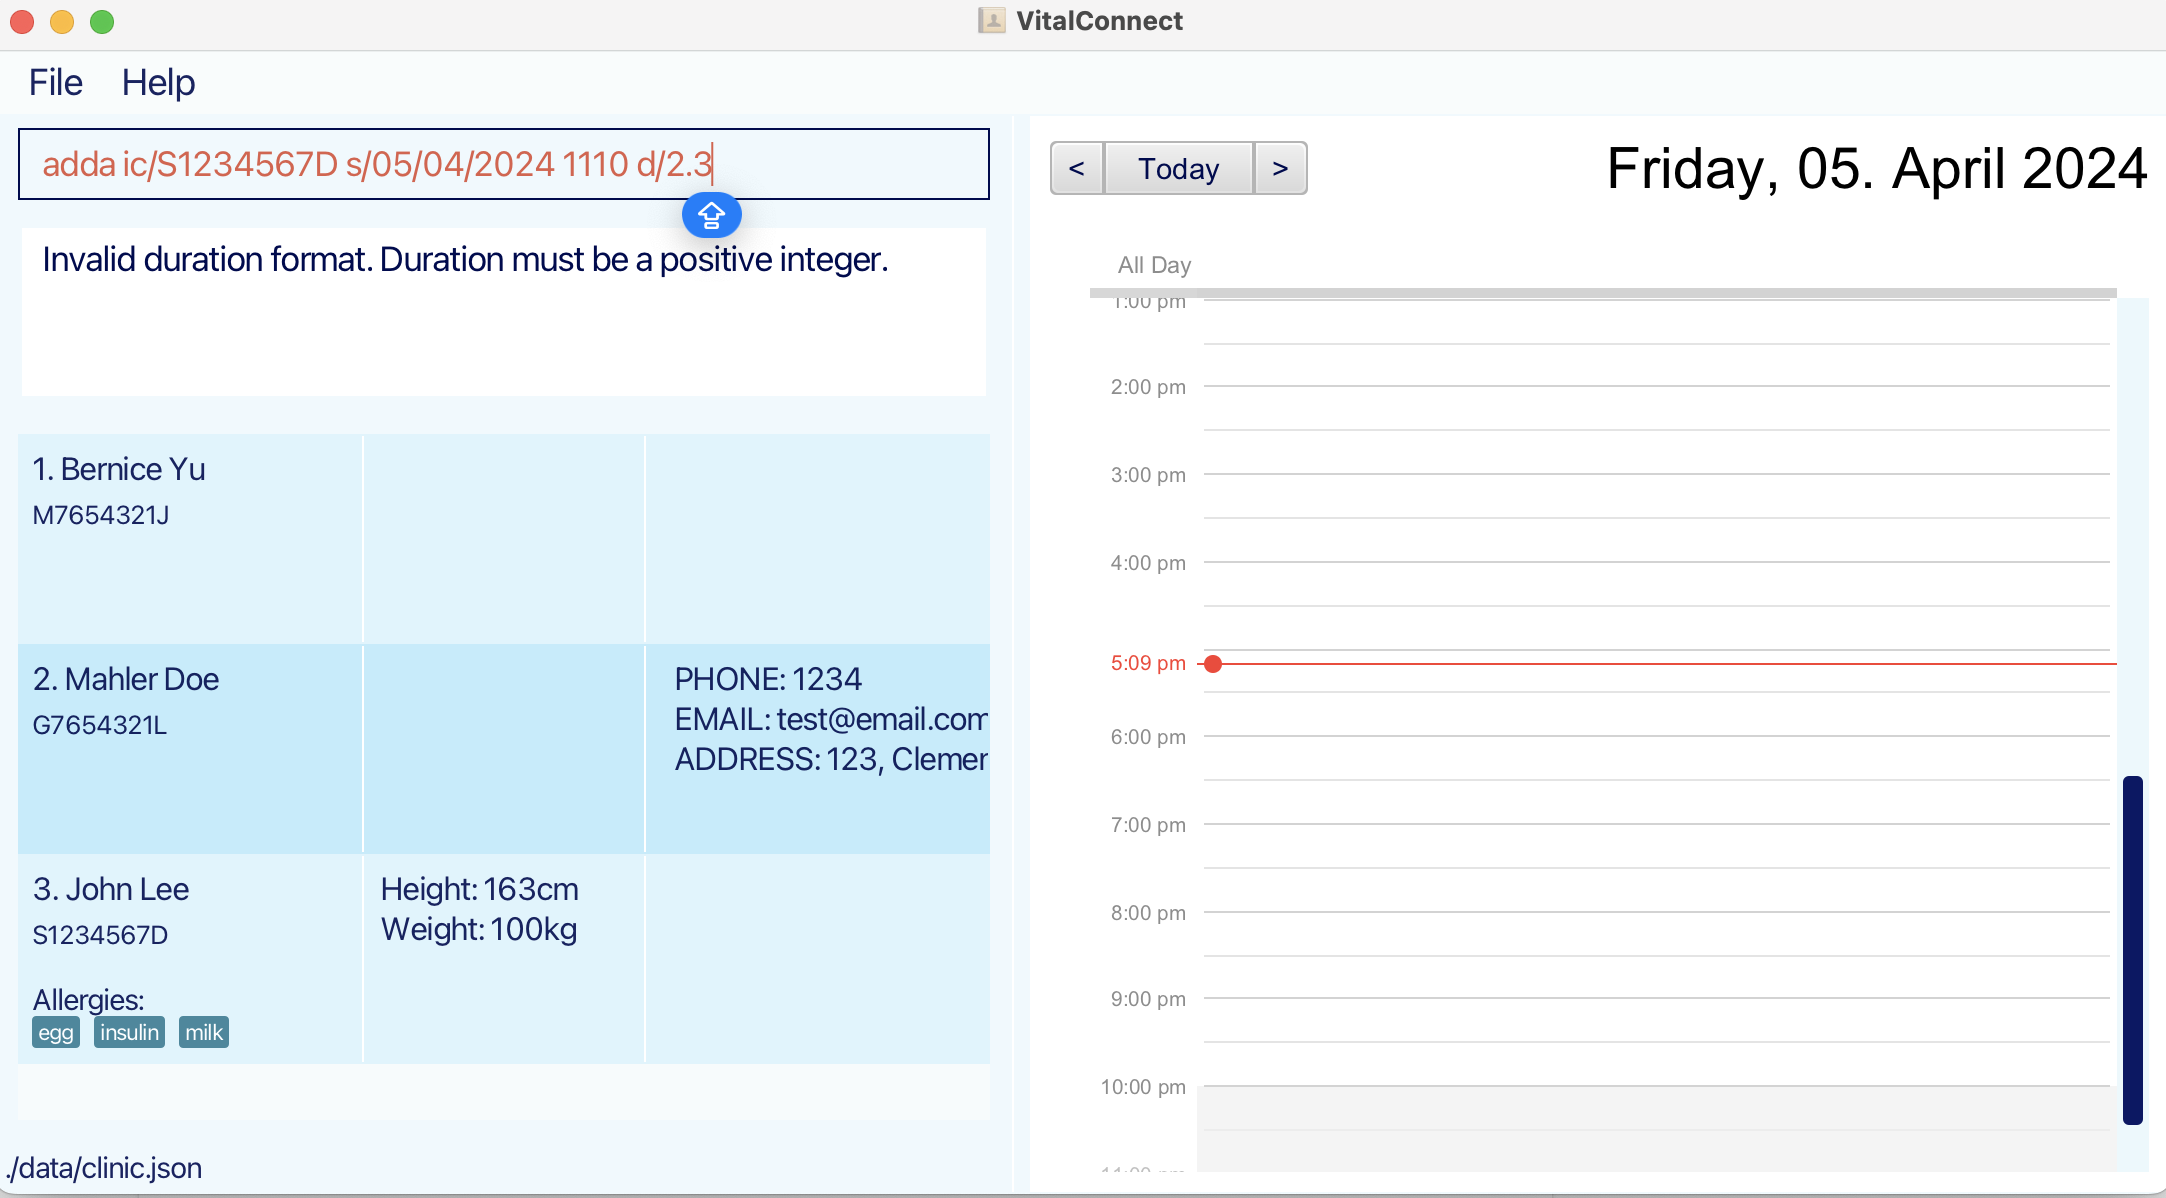 VitalConnect
File Help
adda ic/S1234567D s/05/04/2024 1110 d/2.3
Invalid duration format. Duration must be a positive integer.
1. Bernice Yu
M7654321J
2. Mahler Doe
G7654321L
PHONE: 1234
EMAIL: test@email.com
ADDRESS: 123, Clemen
3. John Lee
S1234567D
Height: 163cm
Weight: 100kg
Allergies:
egg insulin milk
./data/clinic.json
< Today >
Friday, 05. April 2024
All Day
1:00 pm
2:00 pm
3:00 pm
4:00 pm
5:09 pm
6:00 pm
7:00 pm
8:00 pm
9:00 pm
10:00 pm
11:00 pm